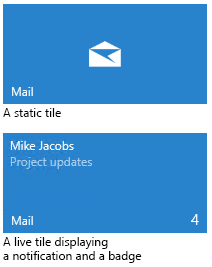 Mail
A static tile
Mike Jacobs
Project updates
Mail 4
A live tile displaying
a notification and a badge